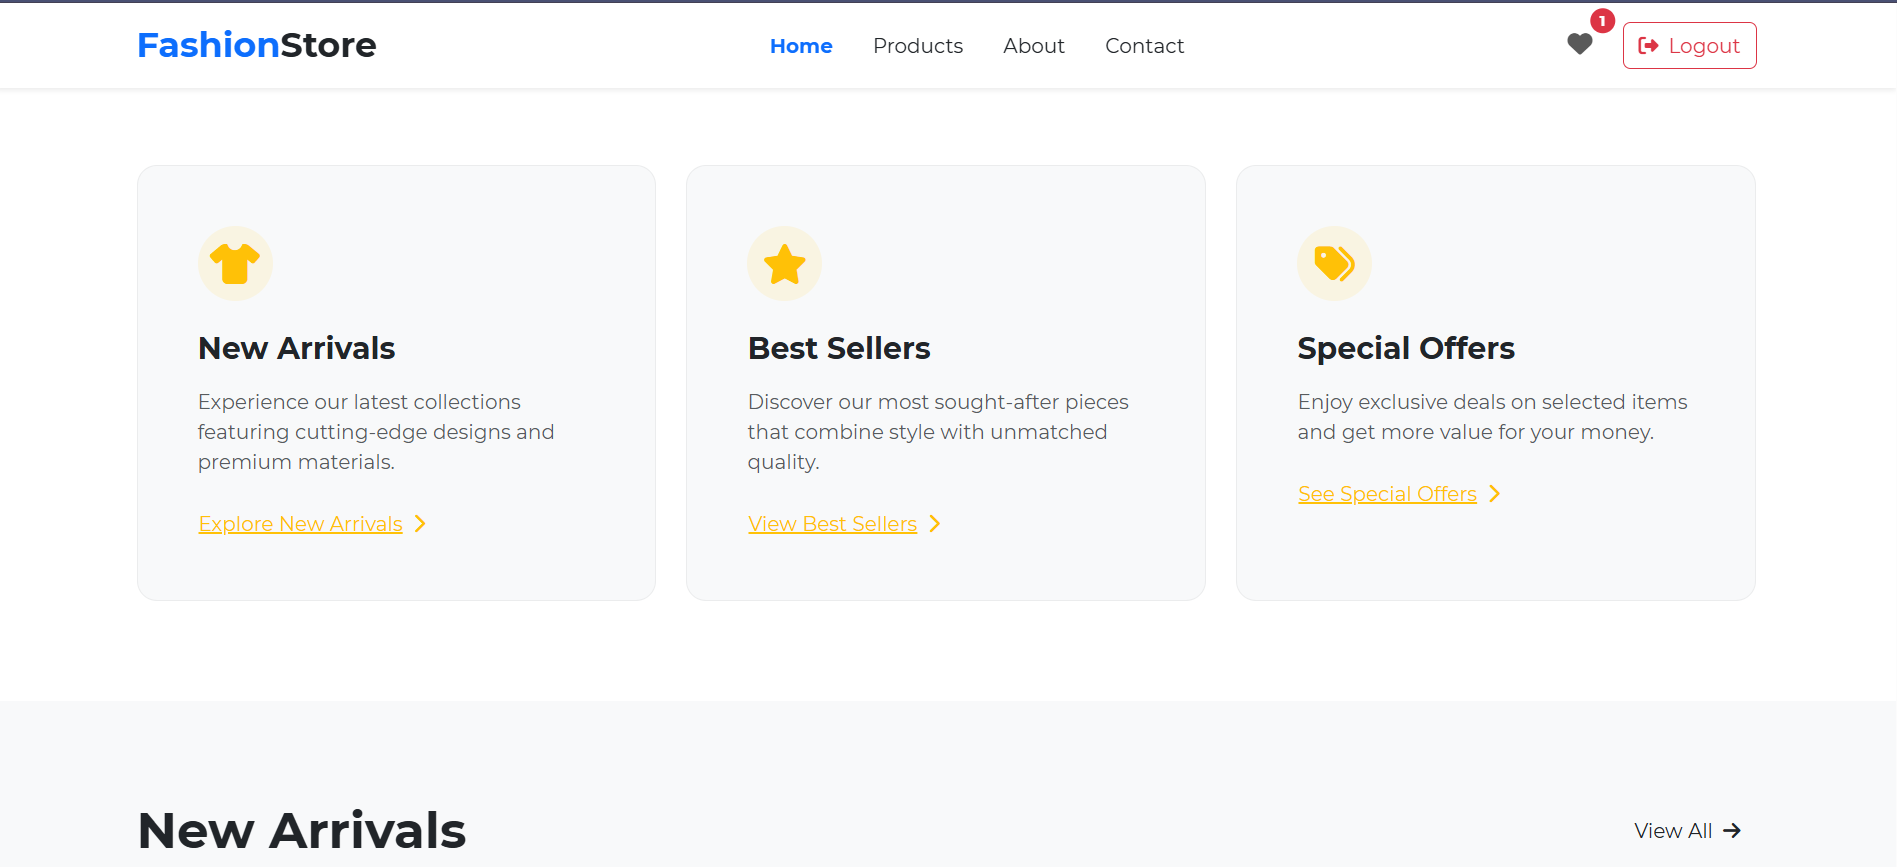 FashionStore
Home
Products
About
Contact
1
Logout
New Arrivals
Experience our latest collections
featuring cutting-edge designs and
premium materials.
Explore New Arrivals
Best Sellers
Discover our most sought-after pieces
that combine style with unmatched
quality.
View Best Sellers
Special Offers
Enjoy exclusive deals on selected items
and get more value for your money.
See Special Offers
New Arrivals
View All